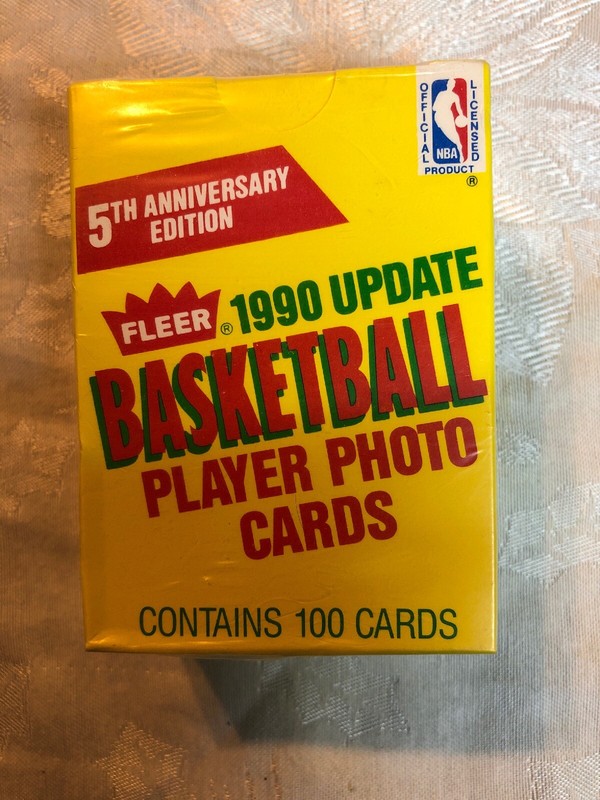 OFFICIAL
NBA
LICENSED
PRODUCT
®
5TH ANNIVERSARY
EDITION
FLEER® 1990 UPDATE
BASKETBALL
PLAYER PHOTO
CARDS
CONTAINS 100 CARDS